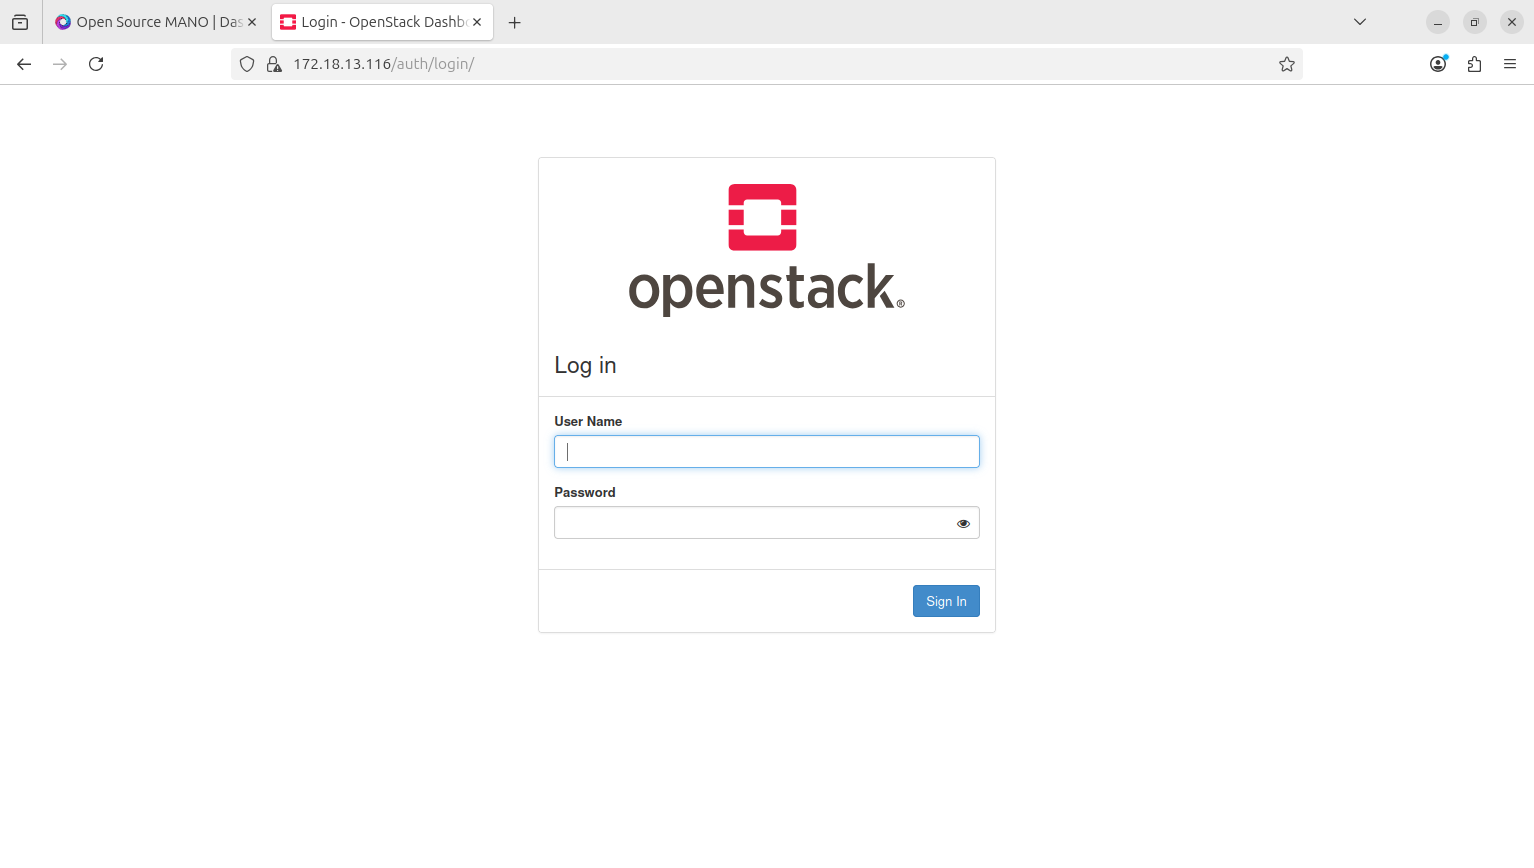 Open Source MANO | Das
Login - OpenStack Dashbo
172.18.13.116/auth/login/
openstack®
Log in
User Name
Password
Sign In